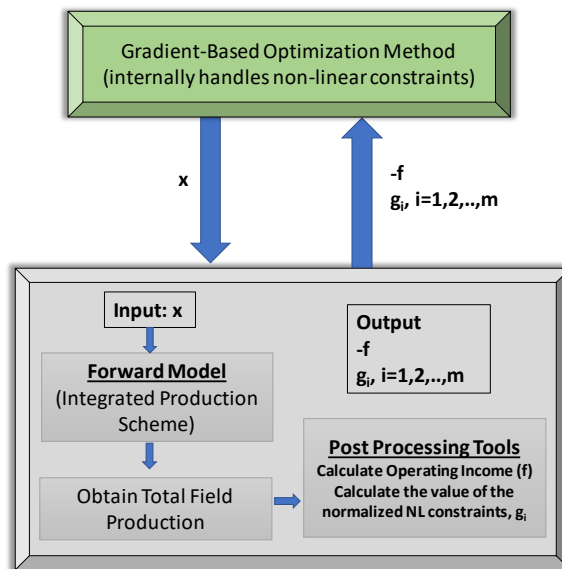 Gradient-Based Optimization Method
(internally handles non-linear constraints)
x
-f
gᵢ, i=1,2,..,m
Input: x
Forward Model
(Integrated Production
Scheme)
Obtain Total Field
Production
Output
-f
gᵢ, i=1,2,..,m
Post Processing Tools
Calculate Operating Income (f)
Calculate the value of the
normalized NL constraints, gᵢ